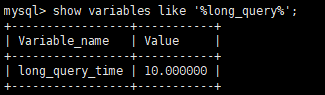 mysql> show variables like '%long_query%';
+-----------------+-----------+
| Variable_name   | Value     |
+-----------------+-----------+
| long_query_time | 10.000000 |
+-----------------+-----------+